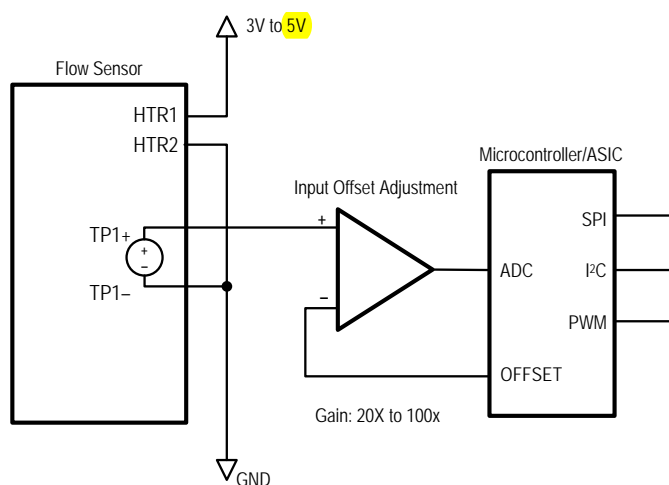 3V to 5V
Flow Sensor
HTR1
HTR2
Microcontroller/ASIC
Input Offset Adjustment
SPI
TP1+
+
+
ADC
I²C
−
TP1−
−
PWM
OFFSET
Gain: 20X to 100x
GND